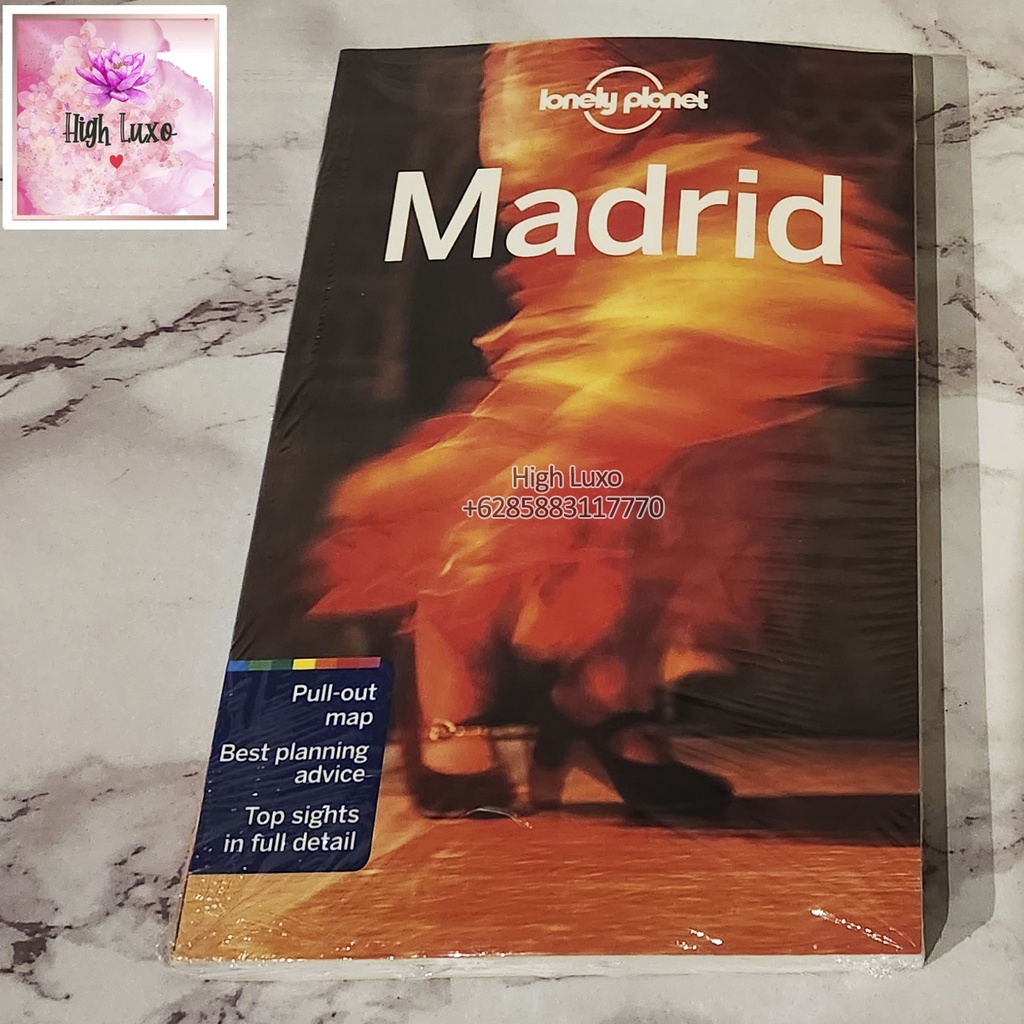 High Luxo
lonely planet
Madrid
High Luxo
+6285883117770
Pull-out
map
Best planning
advice
Top sights
in full detail